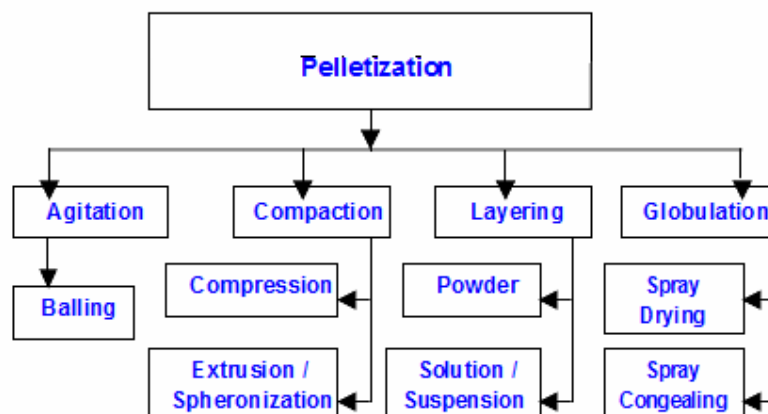 Pelletization
Agitation
Compaction
Layering
Globulation
Balling
Compression
Extrusion /
Spheronization
Powder
Solution /
Suspension
Spray
Drying
Spray
Congealing